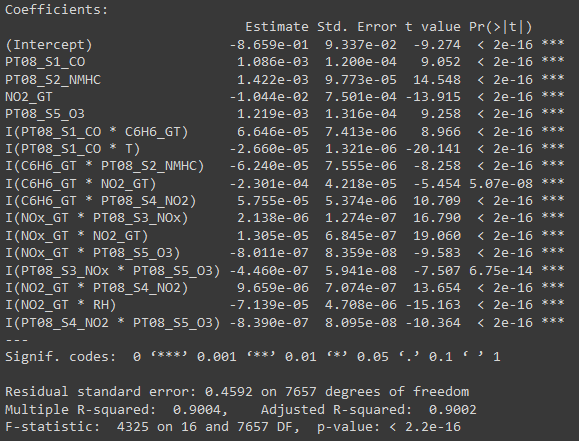 Coefficients:
Estimate Std. Error t value Pr(>|t|)
(Intercept) -8.659e-01 9.337e-02 -9.274 < 2e-16 ***
PT08_S1_CO 1.086e-03 1.200e-04 9.052 < 2e-16 ***
PT08_S2_NMHC 1.422e-03 9.773e-05 14.548 < 2e-16 ***
NO2_GT -1.044e-02 7.501e-04 -13.915 < 2e-16 ***
PT08_S5_O3 1.219e-03 1.316e-04 9.258 < 2e-16 ***
I(PT08_S1_CO * C6H6_GT) 6.646e-05 7.413e-06 8.966 < 2e-16 ***
I(PT08_S1_CO * T) -2.660e-05 1.321e-06 -20.141 < 2e-16 ***
I(C6H6_GT * PT08_S2_NMHC) -6.240e-05 7.555e-06 -8.258 < 2e-16 ***
I(C6H6_GT * NO2_GT) -2.301e-04 4.218e-05 -5.454 5.07e-08 ***
I(C6H6_GT * PT08_S4_NO2) 5.755e-05 5.374e-06 10.709 < 2e-16 ***
I(NOx_GT * PT08_S3_NOx) 2.138e-06 1.274e-07 16.790 < 2e-16 ***
I(NOx_GT * NO2_GT) 1.305e-05 6.845e-07 19.060 < 2e-16 ***
I(NOx_GT * PT08_S5_O3) -8.011e-07 8.359e-08 -9.583 < 2e-16 ***
I(PT08_S3_NOx * PT08_S5_O3) -4.460e-07 5.941e-08 -7.507 6.75e-14 ***
I(NO2_GT * PT08_S4_NO2) 9.659e-06 7.074e-07 13.654 < 2e-16 ***
I(NO2_GT * RH) -7.139e-05 4.708e-06 -15.163 < 2e-16 ***
I(PT08_S4_NO2 * PT08_S5_O3) -8.390e-07 8.095e-08 -10.364 < 2e-16 ***
---
Signif. codes: 0 ‘***’ 0.001 ‘**’ 0.01 ‘*’ 0.05 ‘.’ 0.1 ‘ ’ 1
Residual standard error: 0.4592 on 7657 degrees of freedom
Multiple R-squared: 0.9004, Adjusted R-squared: 0.9002
F-statistic: 4325 on 16 and 7657 DF, p-value: < 2.2e-16